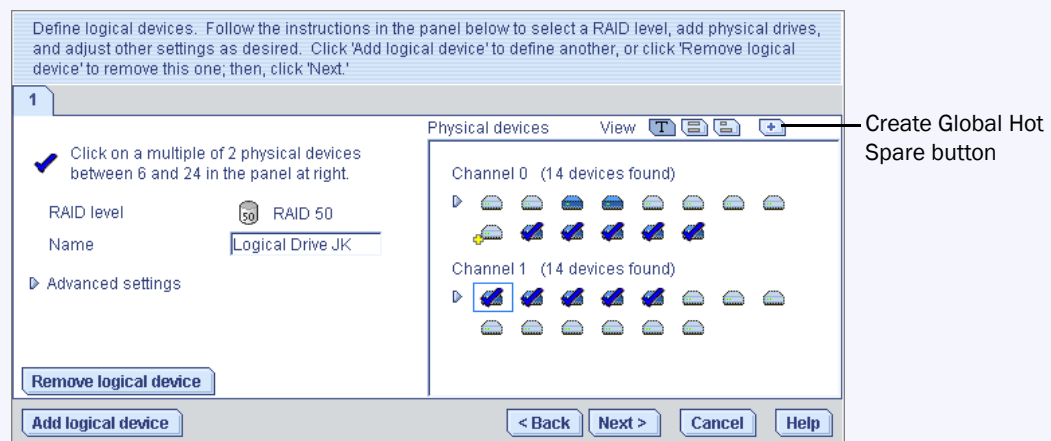 Define logical devices.  Follow the instructions in the panel below to select a RAID level, add physical drives,
and adjust other settings as desired.  Click 'Add logical device' to define another, or click 'Remove logical
device' to remove this one; then, click 'Next.'
1
Physical devices View T
Create Global Hot
Spare button
Click on a multiple of 2 physical devices
between 6 and 24 in the panel at right.
RAID level 50 RAID 50
Name Logical Drive JK
Advanced settings
Channel 0 (14 devices found)
Channel 1 (14 devices found)
Remove logical device
Add logical device < Back Next > Cancel Help